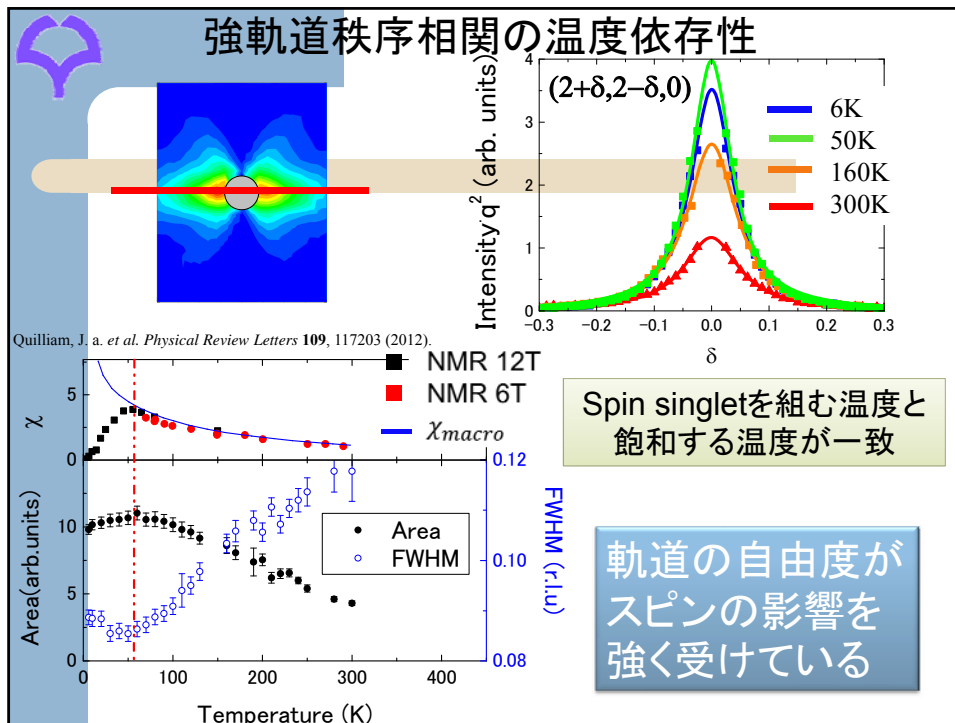 強軌道秩序相関の温度依存性
Intensity·q² (arb. units)
4
3
2
1
0
(2+δ,2−δ,0)
6K
50K
160K
300K
−0.3 −0.2 −0.1 0.0 0.1 0.2 0.3
δ
Quilliam, J. a. et al. Physical Review Letters 109, 117203 (2012).
NMR 12T
NMR 6T
χmacro
χ
5
0
Spin singletを組む温度と
飽和する温度が一致
Area(arb.units)
10
5
0
Area
FWHM
0.12
0.10
0.08
FWHM (r.l.u)
0 100 200 300 400
Temperature (K)
軌道の自由度が
スピンの影響を
強く受けている